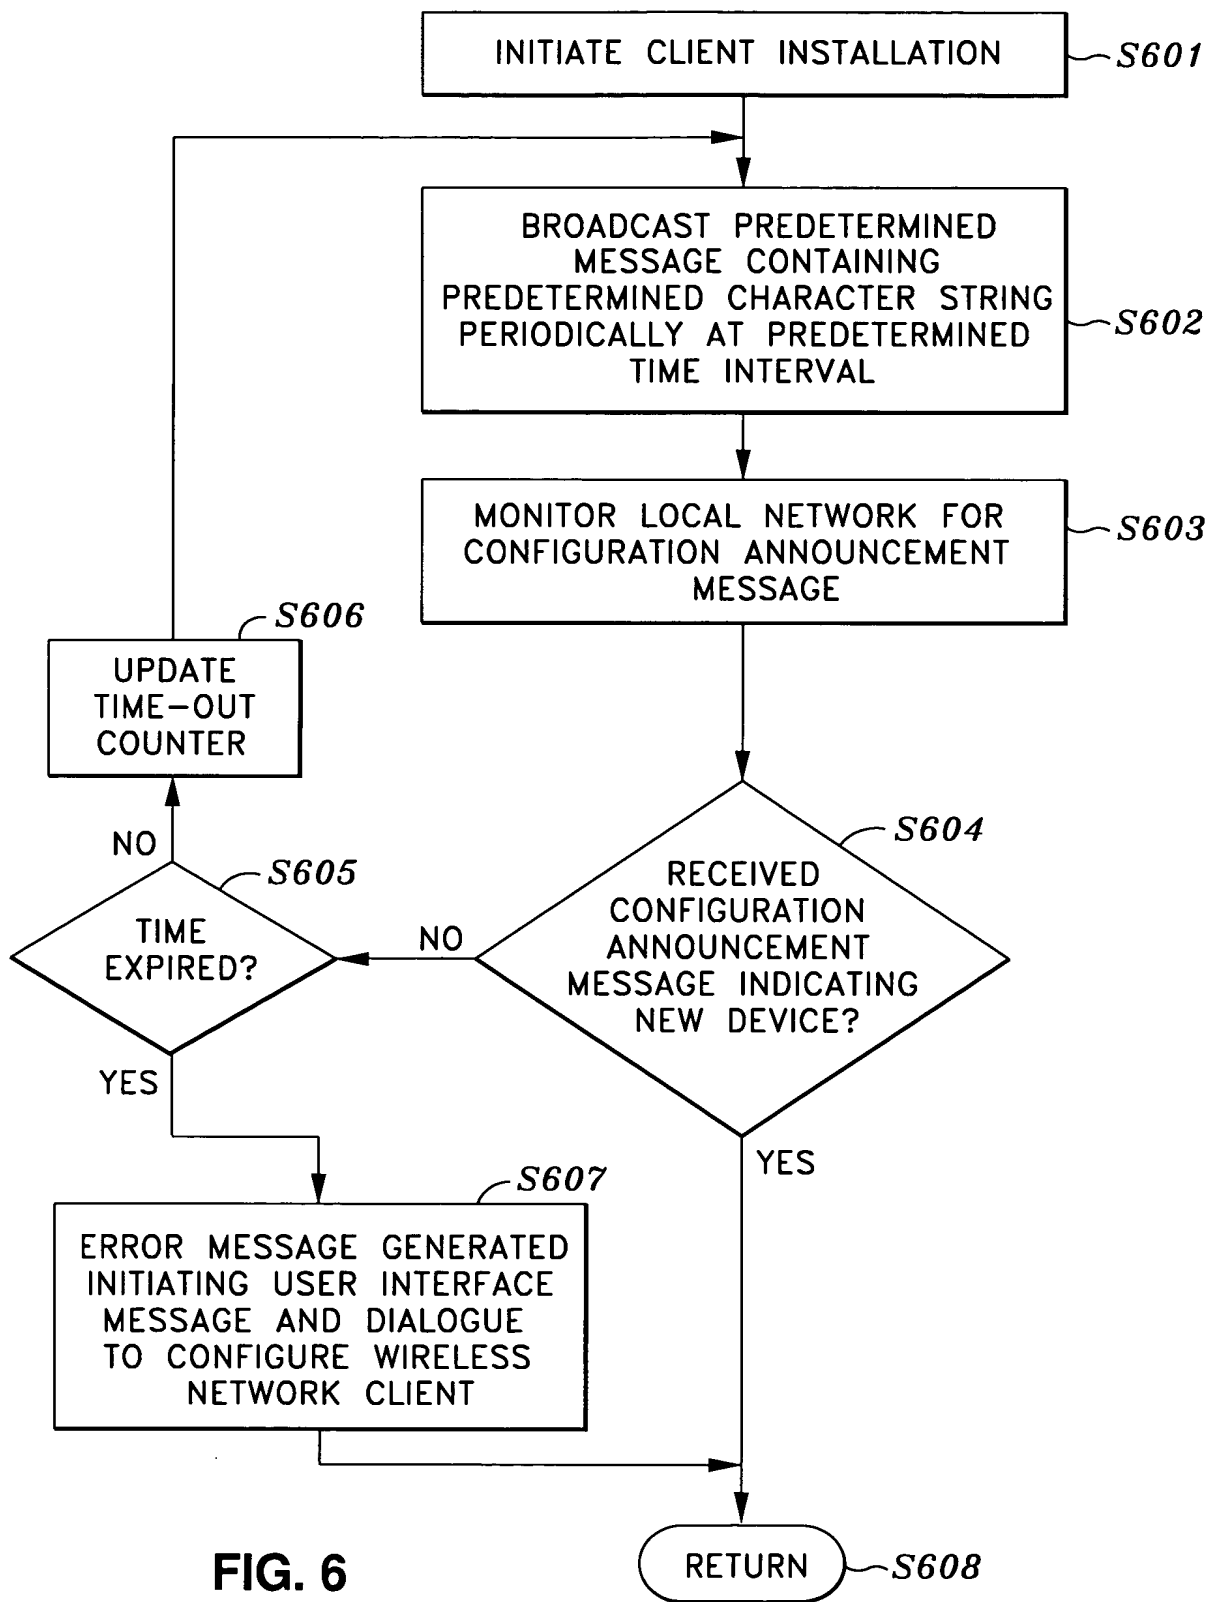 INITIATE CLIENT INSTALLATION
S601
BROADCAST PREDETERMINED
MESSAGE CONTAINING
PREDETERMINED CHARACTER STRING
PERIODICALLY AT PREDETERMINED
TIME INTERVAL
S602
MONITOR LOCAL NETWORK FOR
CONFIGURATION ANNOUNCEMENT
MESSAGE
S603
S606
UPDATE
TIME-OUT
COUNTER
NO
S605
TIME
EXPIRED?
NO
S604
RECEIVED
CONFIGURATION
ANNOUNCEMENT
MESSAGE INDICATING
NEW DEVICE?
YES
YES
S607
ERROR MESSAGE GENERATED
INITIATING USER INTERFACE
MESSAGE AND DIALOGUE
TO CONFIGURE WIRELESS
NETWORK CLIENT
RETURN
S608
FIG. 6